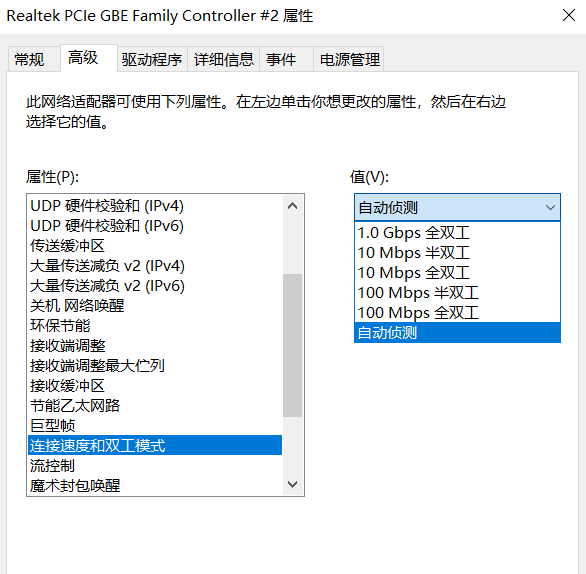 Realtek PCIe GBE Family Controller #2 属性
常规 高级 驱动程序 详细信息 事件 电源管理
此网络适配器可使用下列属性。在左边单击你想更改的属性，然后在右边
选择它的值。
属性(P):
UDP 硬件校验和 (IPv4)
UDP 硬件校验和 (IPv6)
传送缓冲区
大量传送减负 v2 (IPv4)
大量传送减负 v2 (IPv6)
关机 网络唤醒
环保节能
接收端调整
接收端调整最大伫列
接收缓冲区
节能乙太网路
巨型帧
连接速度和双工模式
流控制
魔术封包唤醒
值(V):
自动侦测
1.0 Gbps 全双工
10 Mbps 半双工
10 Mbps 全双工
100 Mbps 半双工
100 Mbps 全双工
自动侦测